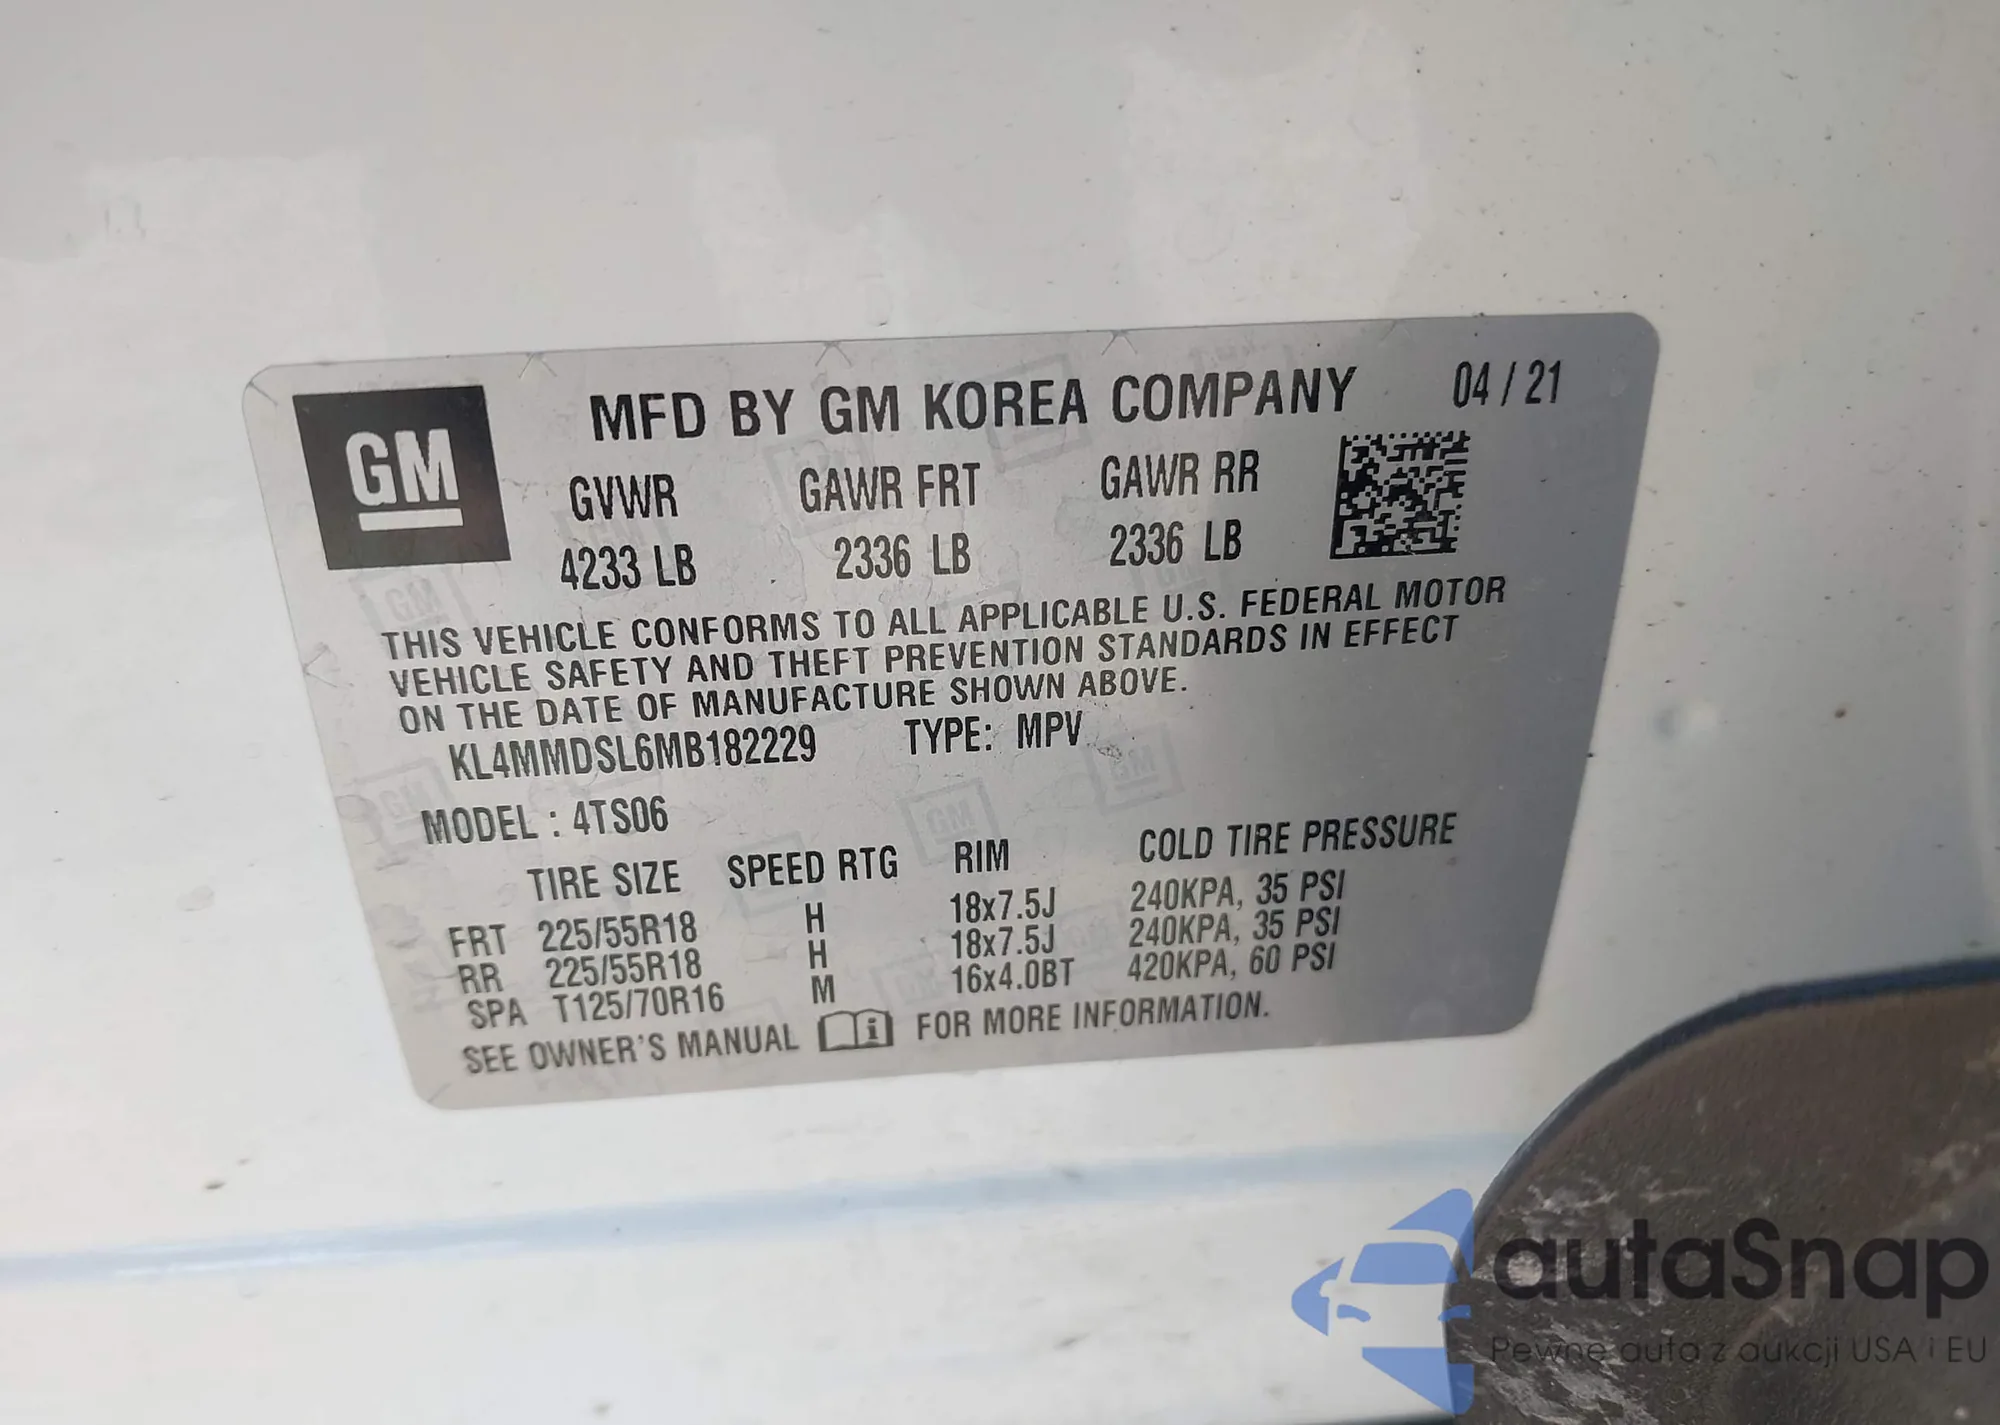 GM
MFD BY GM KOREA COMPANY 04 / 21
GVWR GAWR FRT GAWR RR
4233 LB 2336 LB 2336 LB
THIS VEHICLE CONFORMS TO ALL APPLICABLE U.S. FEDERAL MOTOR
VEHICLE SAFETY AND THEFT PREVENTION STANDARDS IN EFFECT
ON THE DATE OF MANUFACTURE SHOWN ABOVE.
KL4MMDSL6MB182229 TYPE: MPV
MODEL : 4TS06
TIRE SIZE SPEED RTG RIM COLD TIRE PRESSURE
FRT 225/55R18 H 18x7.5J 240KPA, 35 PSI
RR 225/55R18 H 18x7.5J 240KPA, 35 PSI
SPA T125/70R16 M 16x4.0BT 420KPA, 60 PSI
SEE OWNER'S MANUAL i FOR MORE INFORMATION.
autaSnap
Pewne auta z aukcji USA i EU